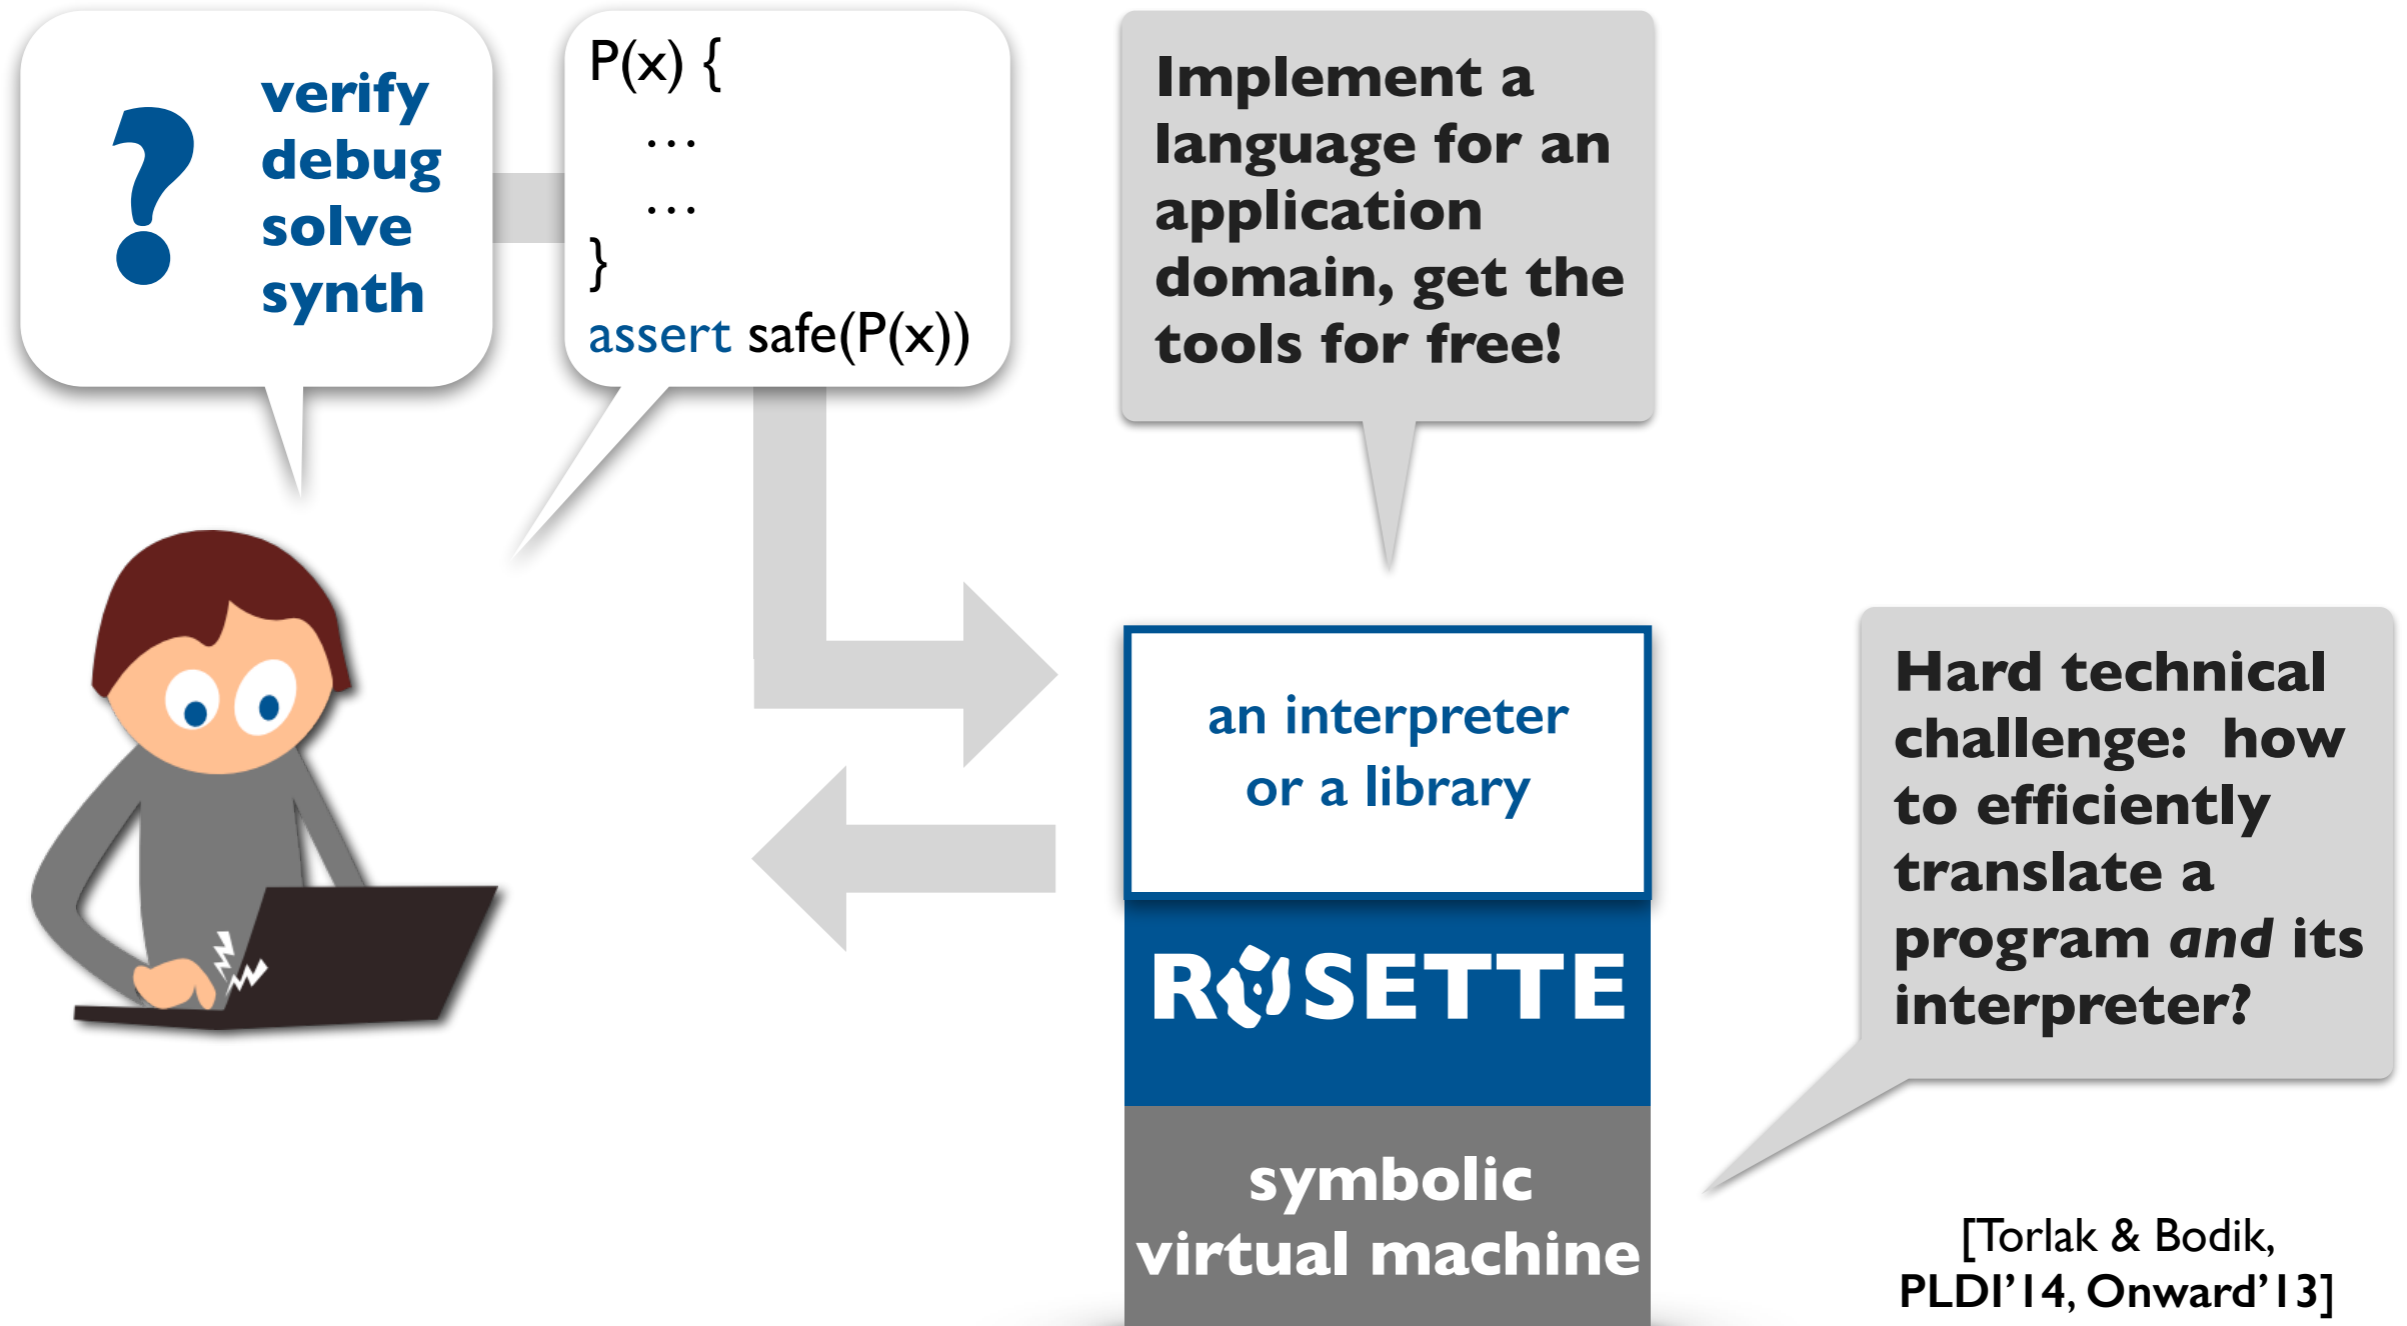 ?
verify
debug
solve
synth
P(x) {
…
…
}
assert safe(P(x))
Implement a
language for an
application
domain, get the
tools for free!
an interpreter
or a library
ROSETTE
symbolic
virtual machine
Hard technical
challenge: how
to efficiently
translate a
program and its
interpreter?
[Torlak & Bodik,
PLDI’14, Onward’13]